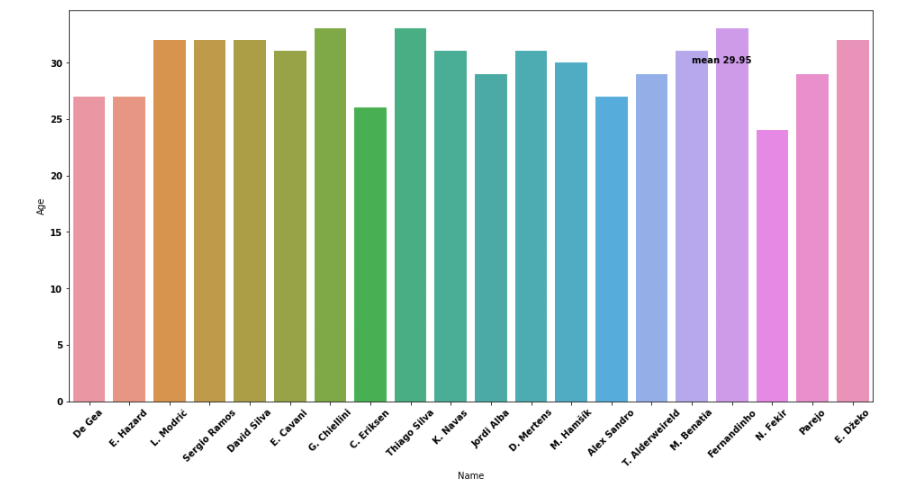 30
25
20
15
10
5
0
Age
mean 29.95
De Gea
E. Hazard
L. Modrić
Sergio Ramos
David Silva
E. Cavani
G. Chiellini
C. Eriksen
Thiago Silva
K. Navas
Jordi Alba
D. Mertens
M. Hamšík
Alex Sandro
T. Alderweireld
M. Benatia
Fernandinho
N. Fekir
Parejo
E. Džeko
Name